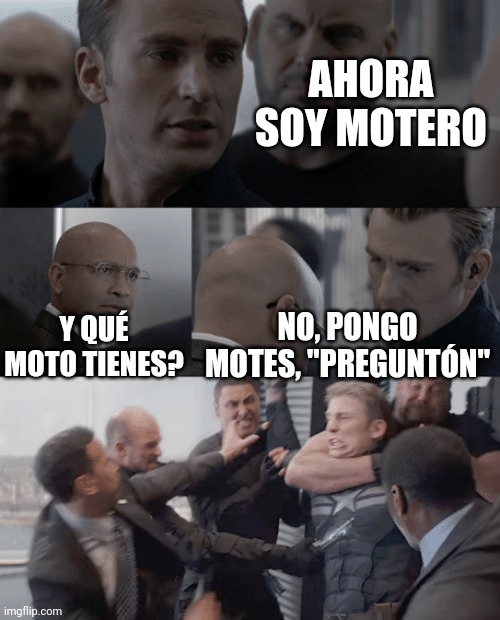 AHORA
SOY MOTERO
Y QUÉ
MOTO TIENES?
NO, PONGO
MOTES, "PREGUNTÓN"
imgflip.com